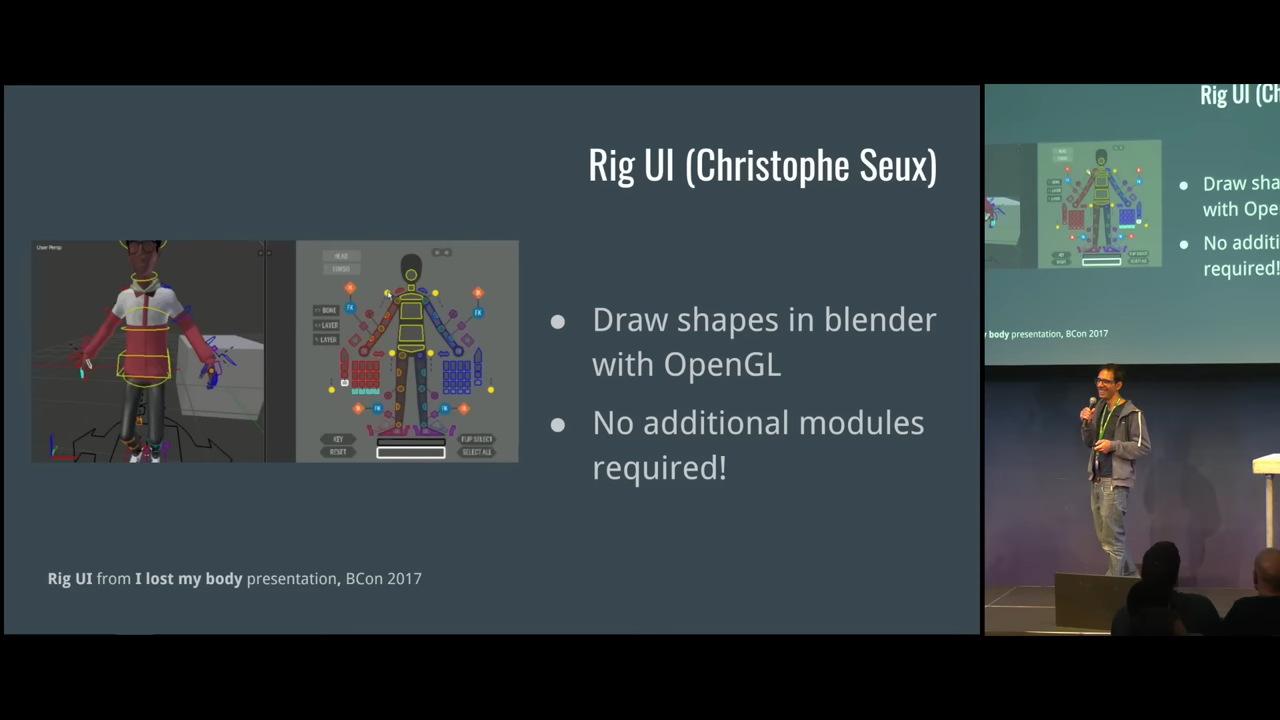 Rig UI (Christophe Seux)
User Persp
HEAD
BONE
LAYER
LAYER
FK
FK
KEY
RESET
FLIP SELECT
SELECT ALL
● Draw shapes in blender
with OpenGL
● No additional modules
required!
Rig UI from I lost my body presentation, BCon 2017
Rig UI (Ch
● Draw sha
with Ope
● No additi
required!
body presentation, BCon 2017